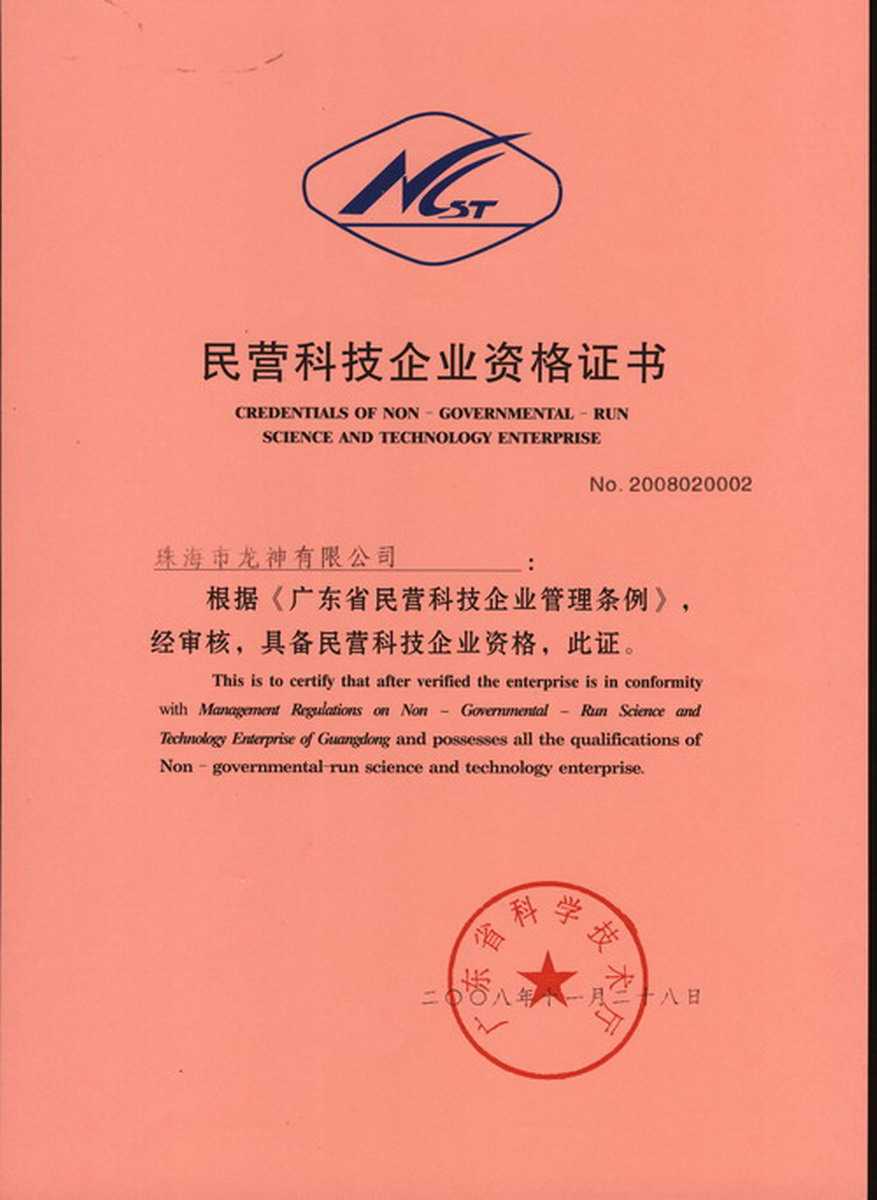 NCST
民营科技企业资格证书
CREDENTIALS OF NON - GOVERNMENTAL - RUN
SCIENCE AND TECHNOLOGY ENTERPRISE
No. 2008020002
珠海市龙神有限公司 :
根据《广东省民营科技企业管理条例》,
经审核，具备民营科技企业资格，此证。
This is to certify that after verified the enterprise is in conformity
with Management Regulations on Non - Governmental - Run Science and
Technology Enterprise of Guangdong and possesses all the qualifications of
Non - governmental-run science and technology enterprise.
广东省科学技术厅
二〇〇八年十一月二十八日